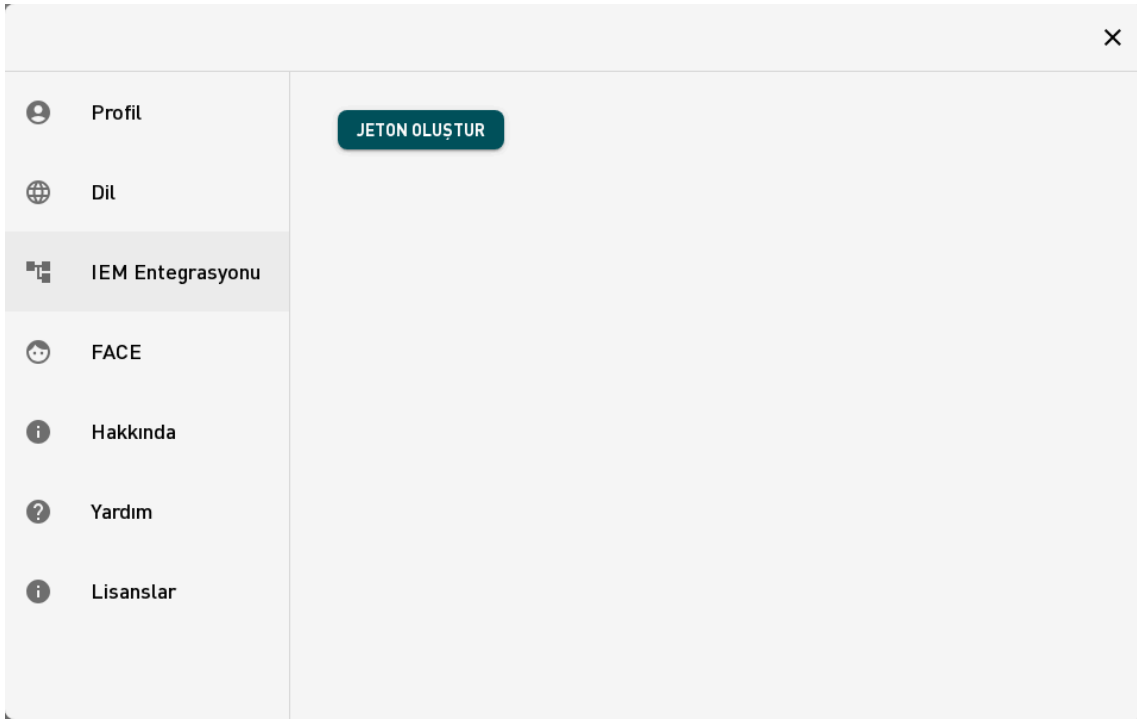 Profil
JETON OLUŞTUR
Dil
IEM Entegrasyonu
FACE
Hakkında
Yardım
Lisanslar